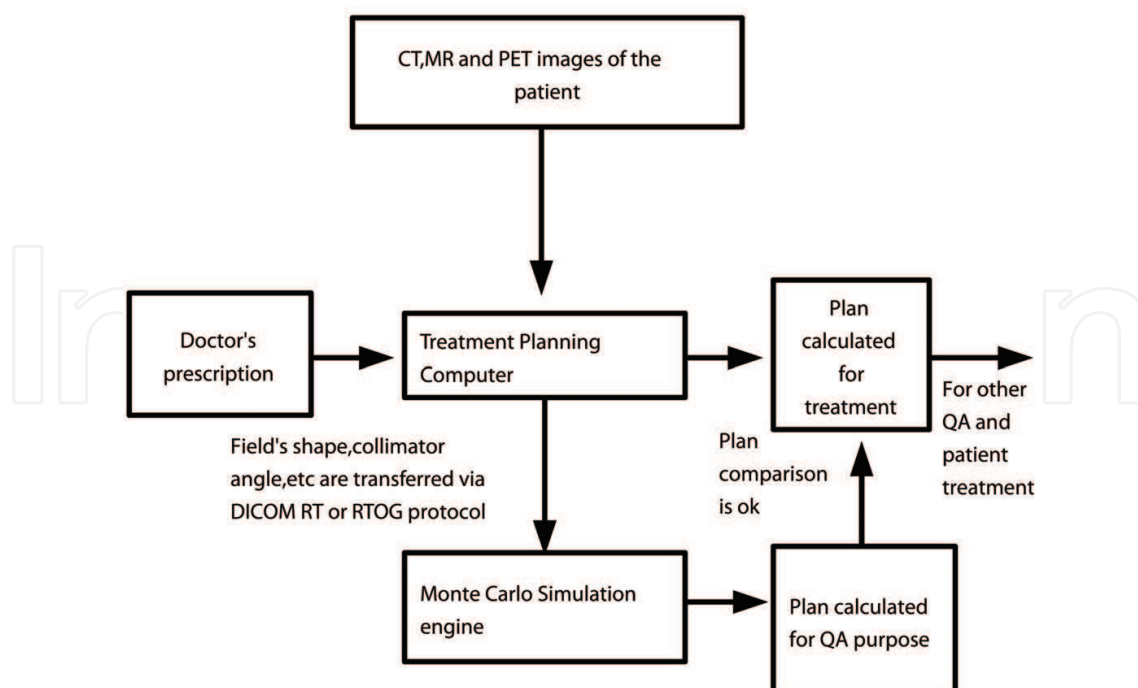 CT,MR and PET images of the
patient
Doctor's
prescription
Treatment Planning
Computer
Plan
calculated
for
treatment
For other
QA and
patient
treatment
Field's shape,collimator
angle,etc are transferred via
DICOM RT or RTOG protocol
Plan
comparison
is ok
Monte Carlo Simulation
engine
Plan calculated
for QA purpose